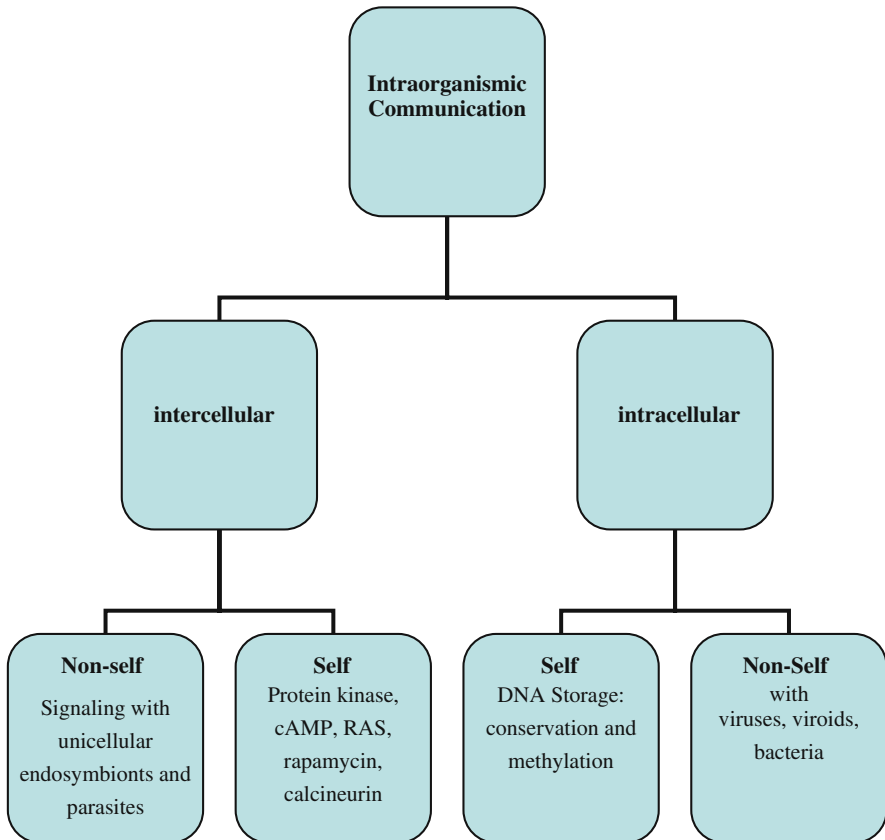 Intraorganismic
Communication
intercellular
intracellular
Non-self
Signaling with
unicellular
endosymbionts and
parasites
Self
Protein kinase,
cAMP, RAS,
rapamycin,
calcineurin
Self
DNA Storage:
conservation and
methylation
Non-Self
with
viruses, viroids,
bacteria